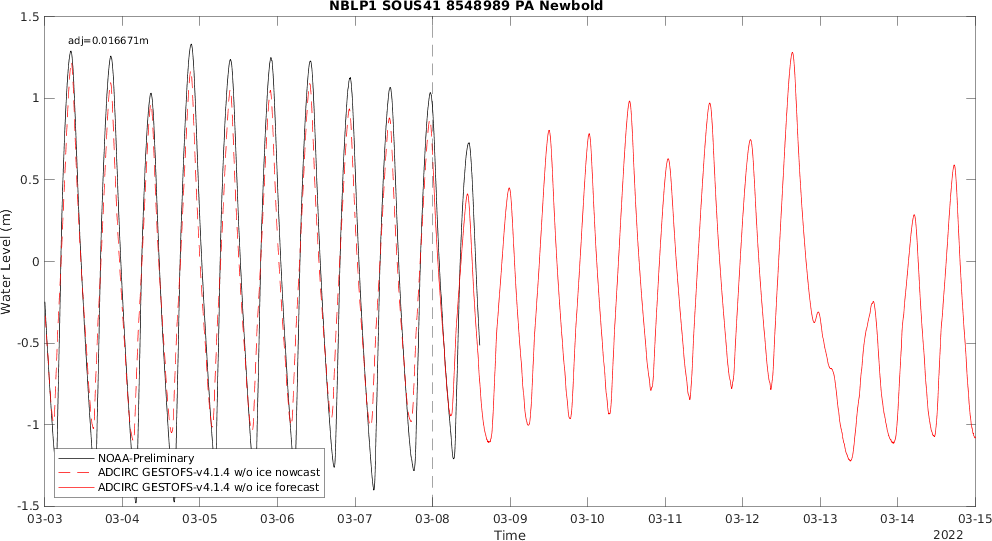 NBLP1 SOUS41 8548989 PA Newbold
adj=0.016671m
Water Level (m)
1.5
1
0.5
0
-0.5
-1
-1.5
NOAA-Preliminary
ADCIRC GESTOFS-v4.1.4 w/o ice nowcast
ADCIRC GESTOFS-v4.1.4 w/o ice forecast
03-03 03-04 03-05 03-06 03-07 03-08 03-09 03-10 03-11 03-12 03-13 03-14 03-15
Time
2022